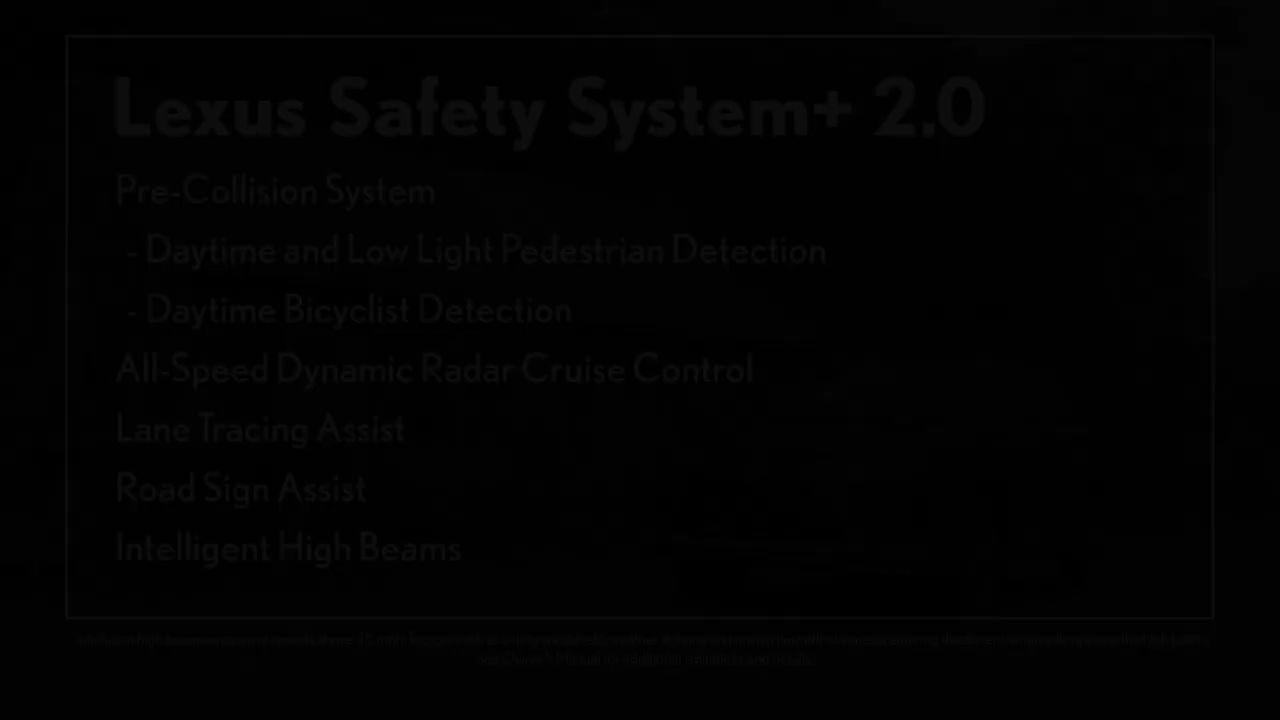 Lexus Safety System+ 2.0
Pre-Collision System
- Daytime and Low Light Pedestrian Detection
- Daytime Bicyclist Detection
All-Speed Dynamic Radar Cruise Control
Lane Tracing Assist
Road Sign Assist
Intelligent High Beams